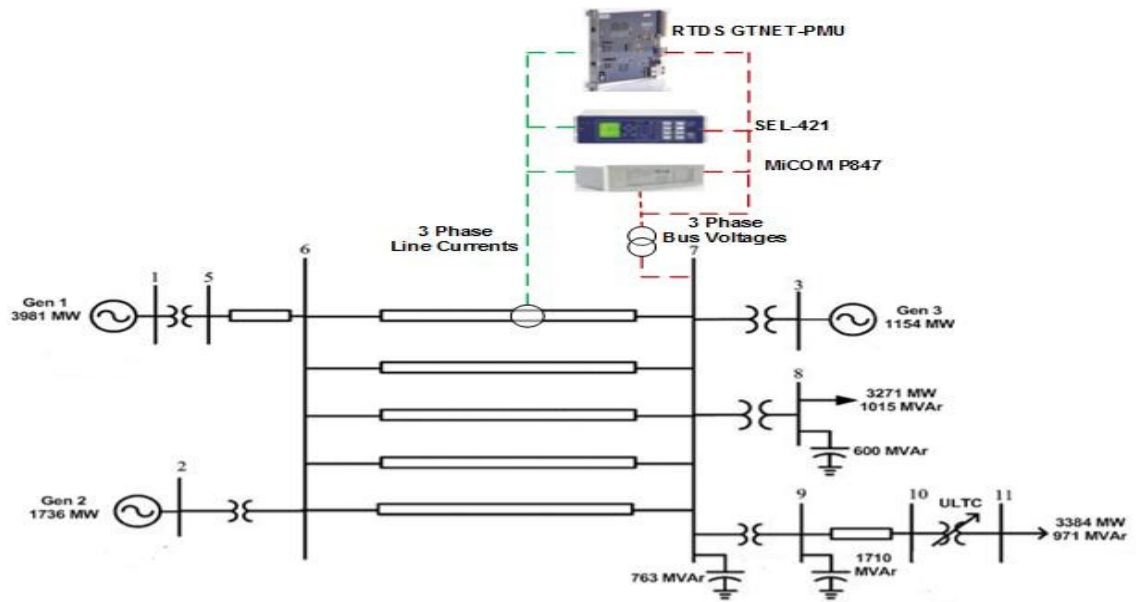 RTDS GTNET-PMU
SEL-421
MiCOM P847
3 Phase
Line Currents
3 Phase
Bus Voltages
6
7
1
5
3
Gen 1
3981 MW
Gen 3
1154 MW
8
3271 MW
1015 MVAr
600 MVAr
2
Gen 2
1736 MW
9
10
ULTC
11
3384 MW
971 MVAr
1710
MVAr
763 MVAr